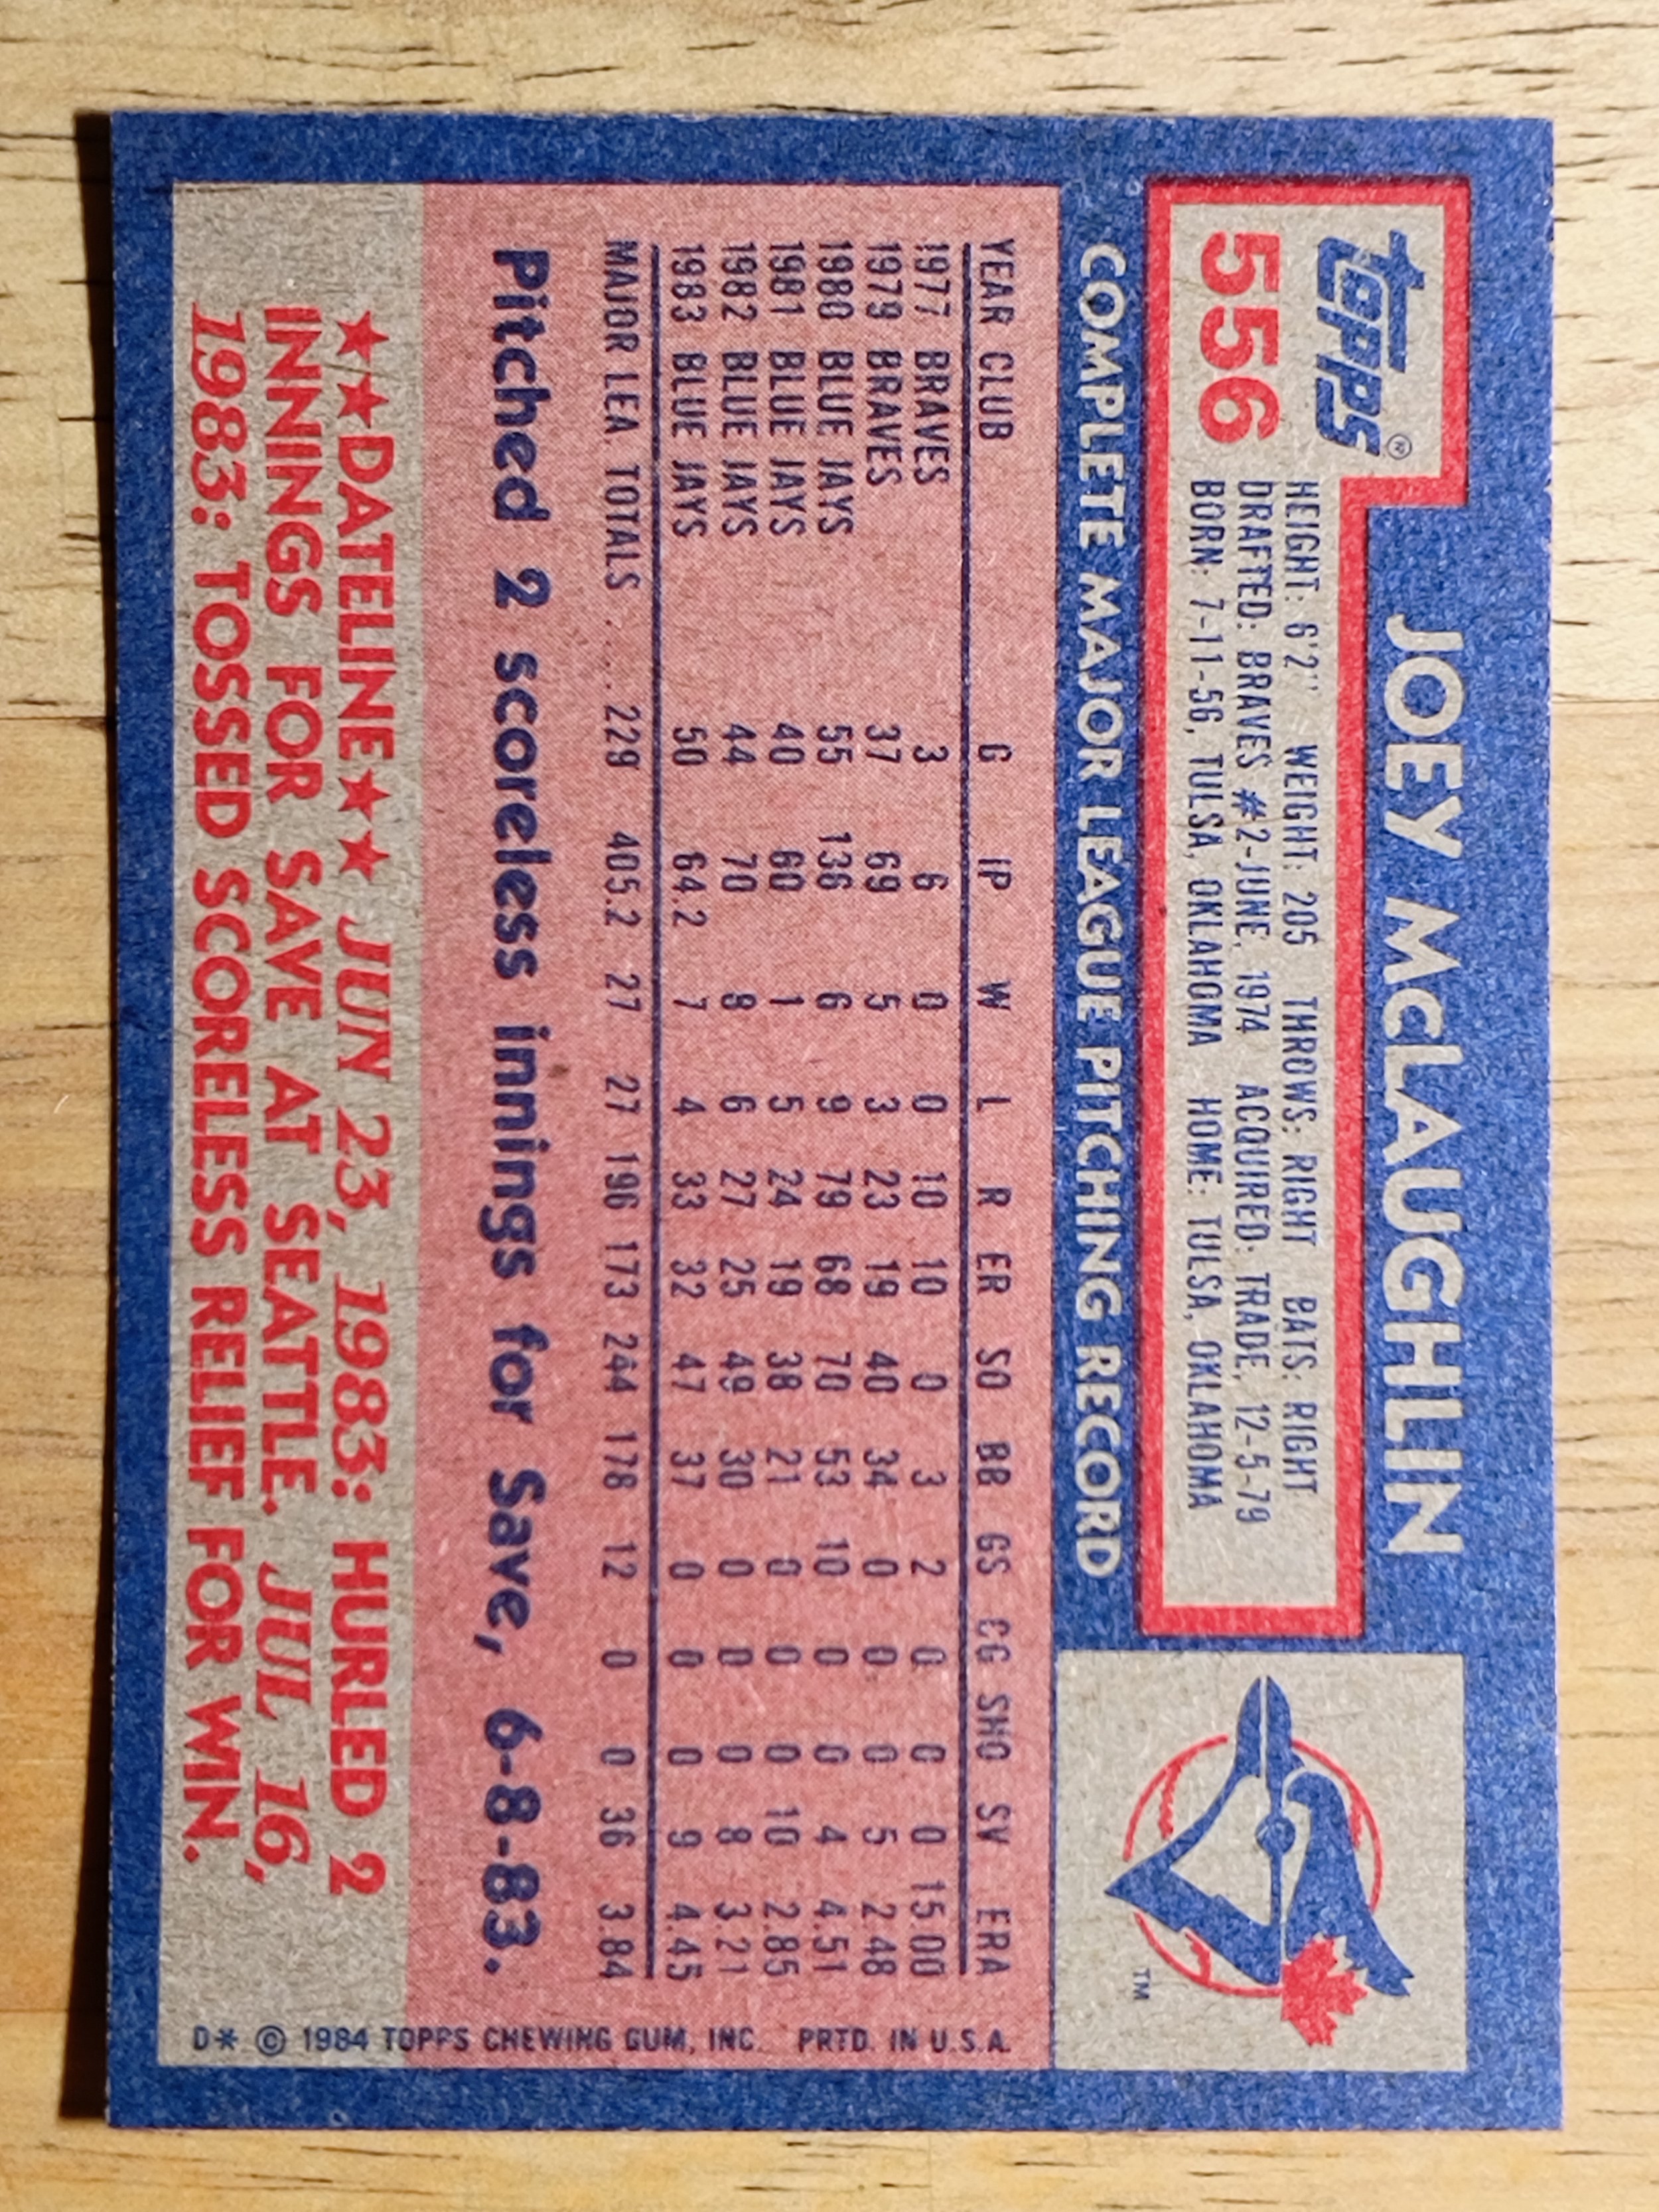 JOEY McLAUGHLIN
topps®
556
HEIGHT: 6'2" WEIGHT: 205 THROWS: RIGHT BATS: RIGHT
DRAFTED: BRAVES #2-JUNE, 1974 ACQUIRED: TRADE, 12-5-79
BORN: 7-11-56, TULSA, OKLAHOMA HOME: TULSA, OKLAHOMA
TM
COMPLETE MAJOR LEAGUE PITCHING RECORD
YEAR CLUB G IP W L R ER SO BB GS CG SHO SV ERA
1977 BRAVES 3 6 0 0 10 10 0 3 2 0 0 0 15.00
1979 BRAVES 37 69 5 3 23 19 40 34 0 0 0 5 2.48
1980 BLUE JAYS 55 136 6 9 79 68 70 53 10 0 0 4 4.51
1981 BLUE JAYS 40 60 1 5 24 19 38 21 0 0 0 10 2.85
1982 BLUE JAYS 44 70 8 6 27 25 49 30 0 0 0 8 3.21
1983 BLUE JAYS 50 64.2 7 4 33 32 47 37 0 0 0 9 4.45
MAJOR LEA. TOTALS .... 229 405.2 27 27 196 173 244 178 12 0 0 36 3.84
Pitched 2 scoreless innings for Save, 6-8-83.
★★DATELINE★★ JUN 23, 1983: HURLED 2
INNINGS FOR SAVE AT SEATTLE. JUL 16,
1983: TOSSED SCORELESS RELIEF FOR WIN.
D* © 1984 TOPPS CHEWING GUM, INC. PRTD. IN U.S.A.